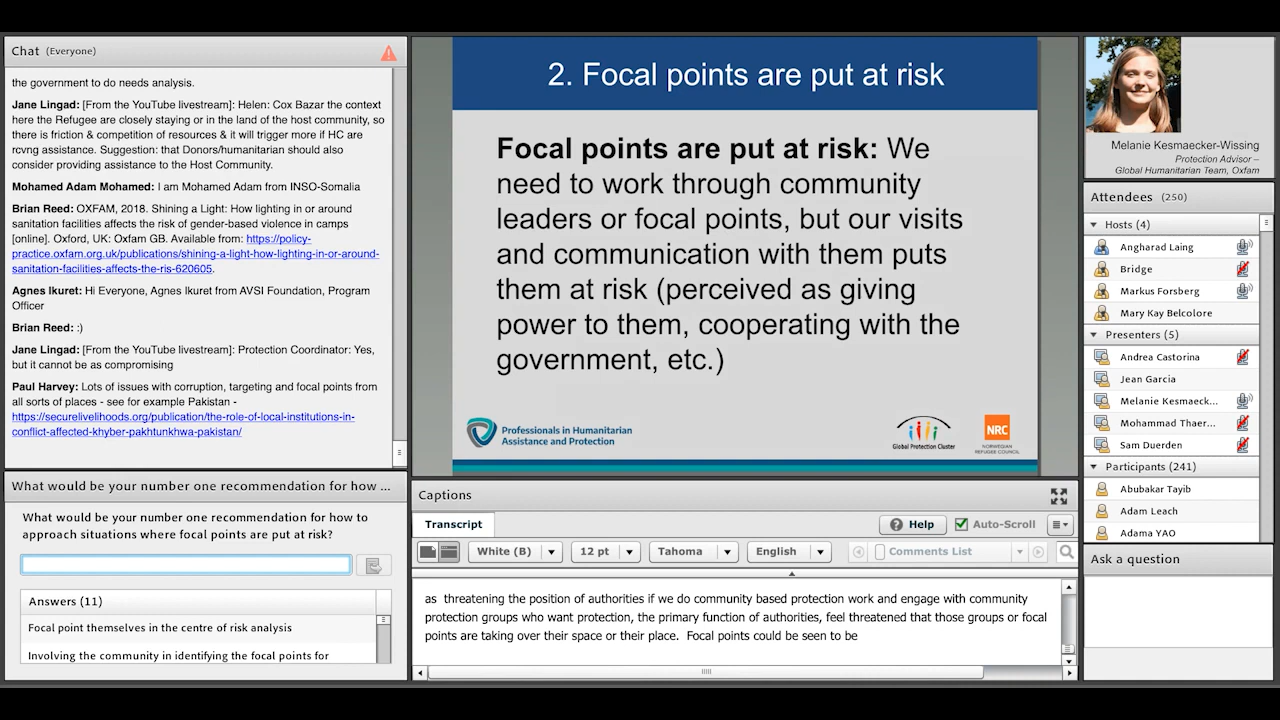 Chat (Everyone)
the government to do needs analysis.
Jane Lingad: [From the YouTube livestream]: Helen: Cox Bazar the context
here the Refugee are closely staying or in the land of the host community, so
there is friction & competition of resources & it will trigger more if HC are
rcvng assistance. Suggestion: that Donors/humanitarian should also
consider providing assistance to the Host Community.
Mohamed Adam Mohamed: I am Mohamed Adam from INSO-Somalia
Brian Reed: OXFAM, 2018. Shining a Light: How lighting in or around
sanitation facilities affects the risk of gender-based violence in camps
[online]. Oxford, UK: Oxfam GB. Available from: https://policy-
practice.oxfam.org.uk/publications/shining-a-light-how-lighting-in-or-around-
sanitation-facilities-affects-the-ris-620605.
Agnes Ikuret: Hi Everyone, Agnes Ikuret from AVSI Foundation, Program
Officer
Brian Reed: :)
Jane Lingad: [From the YouTube livestream]: Protection Coordinator: Yes,
but it cannot be as compromising
Paul Harvey: Lots of issues with corruption, targeting and focal points from
all sorts of places - see for example Pakistan -
https://securelivelihoods.org/publication/the-role-of-local-institutions-in-
conflict-affected-khyber-pakhtunkhwa-pakistan/
What would be your number one recommendation for how ...
What would be your number one recommendation for how to
approach situations where focal points are put at risk?
Answers (11)
Focal point themselves in the centre of risk analysis
Involving the community in identifying the focal points for
2. Focal points are put at risk
Focal points are put at risk: We
need to work through community
leaders or focal points, but our visits
and communication with them puts
them at risk (perceived as giving
power to them, cooperating with the
government, etc.)
Professionals in Humanitarian
Assistance and Protection
Global Protection Cluster
NRC
NORWEGIAN
REFUGEE COUNCIL
Captions
Transcript
Help
Auto-Scroll
White (B)
12 pt
Tahoma
English
Comments List
as threatening the position of authorities if we do community based protection work and engage with community
protection groups who want protection, the primary function of authorities, feel threatened that those groups or focal
points are taking over their space or their place. Focal points could be seen to be
Melanie Kesmaecker-Wissing
Protection Advisor –
Global Humanitarian Team, Oxfam
Attendees (250)
Hosts (4)
Angharad Laing
Bridge
Markus Forsberg
Mary Kay Belcolore
Presenters (5)
Andrea Castorina
Jean Garcia
Melanie Kesmaeck...
Mohammad Thaer...
Sam Duerden
Participants (241)
Abubakar Tayib
Adam Leach
Adama YAO
Ask a question